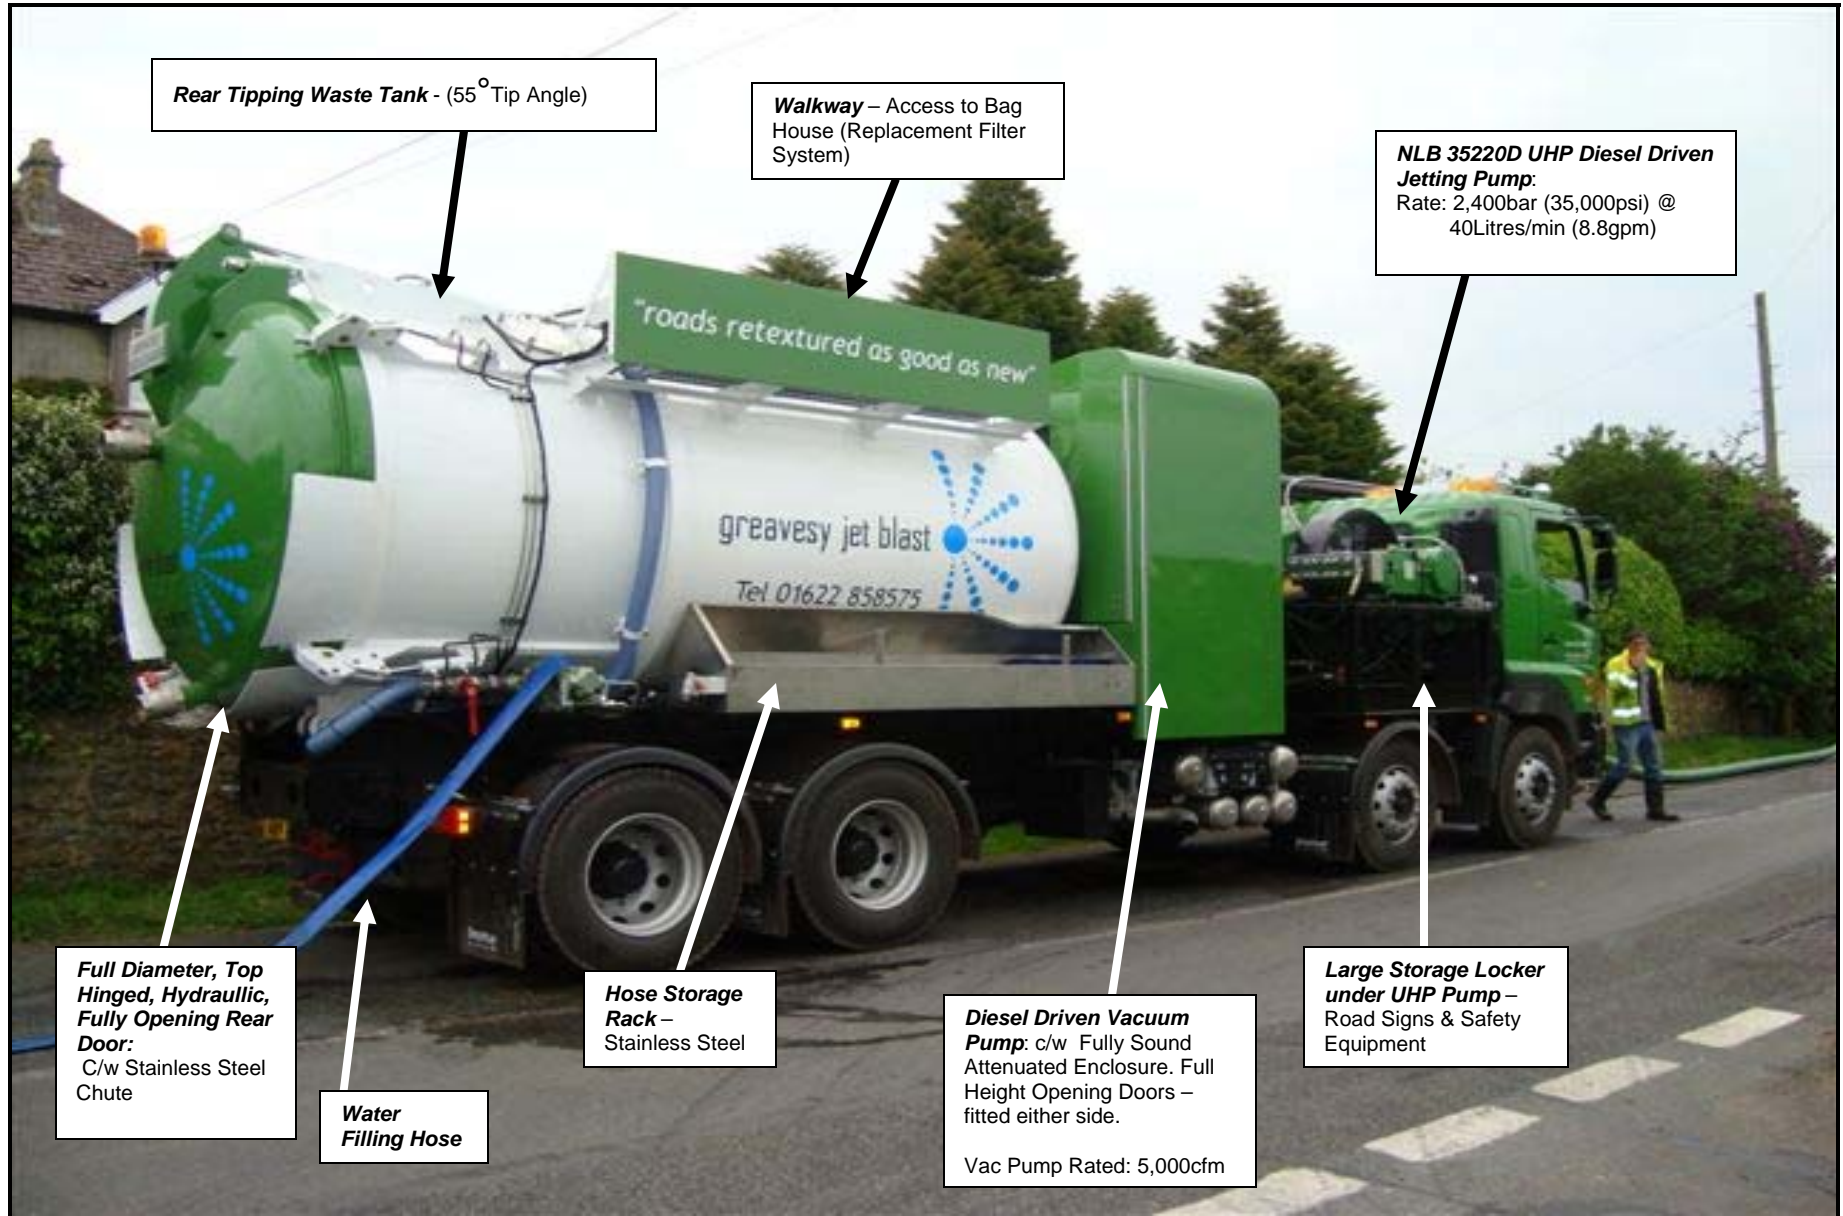 Rear Tipping Waste Tank - (55°Tip Angle)
Walkway – Access to Bag
House (Replacement Filter
System)
NLB 35220D UHP Diesel Driven
Jetting Pump:
Rate: 2,400bar (35,000psi) @
40Litres/min (8.8gpm)
"roads retextured as good as new"
greavesy jet blast
Tel 01622 858575
Full Diameter, Top
Hinged, Hydraullic,
Fully Opening Rear
Door:
C/w Stainless Steel
Chute
Water
Filling Hose
Hose Storage
Rack –
Stainless Steel
Diesel Driven Vacuum
Pump: c/w Fully Sound
Attenuated Enclosure. Full
Height Opening Doors –
fitted either side.
Vac Pump Rated: 5,000cfm
Large Storage Locker
under UHP Pump –
Road Signs & Safety
Equipment